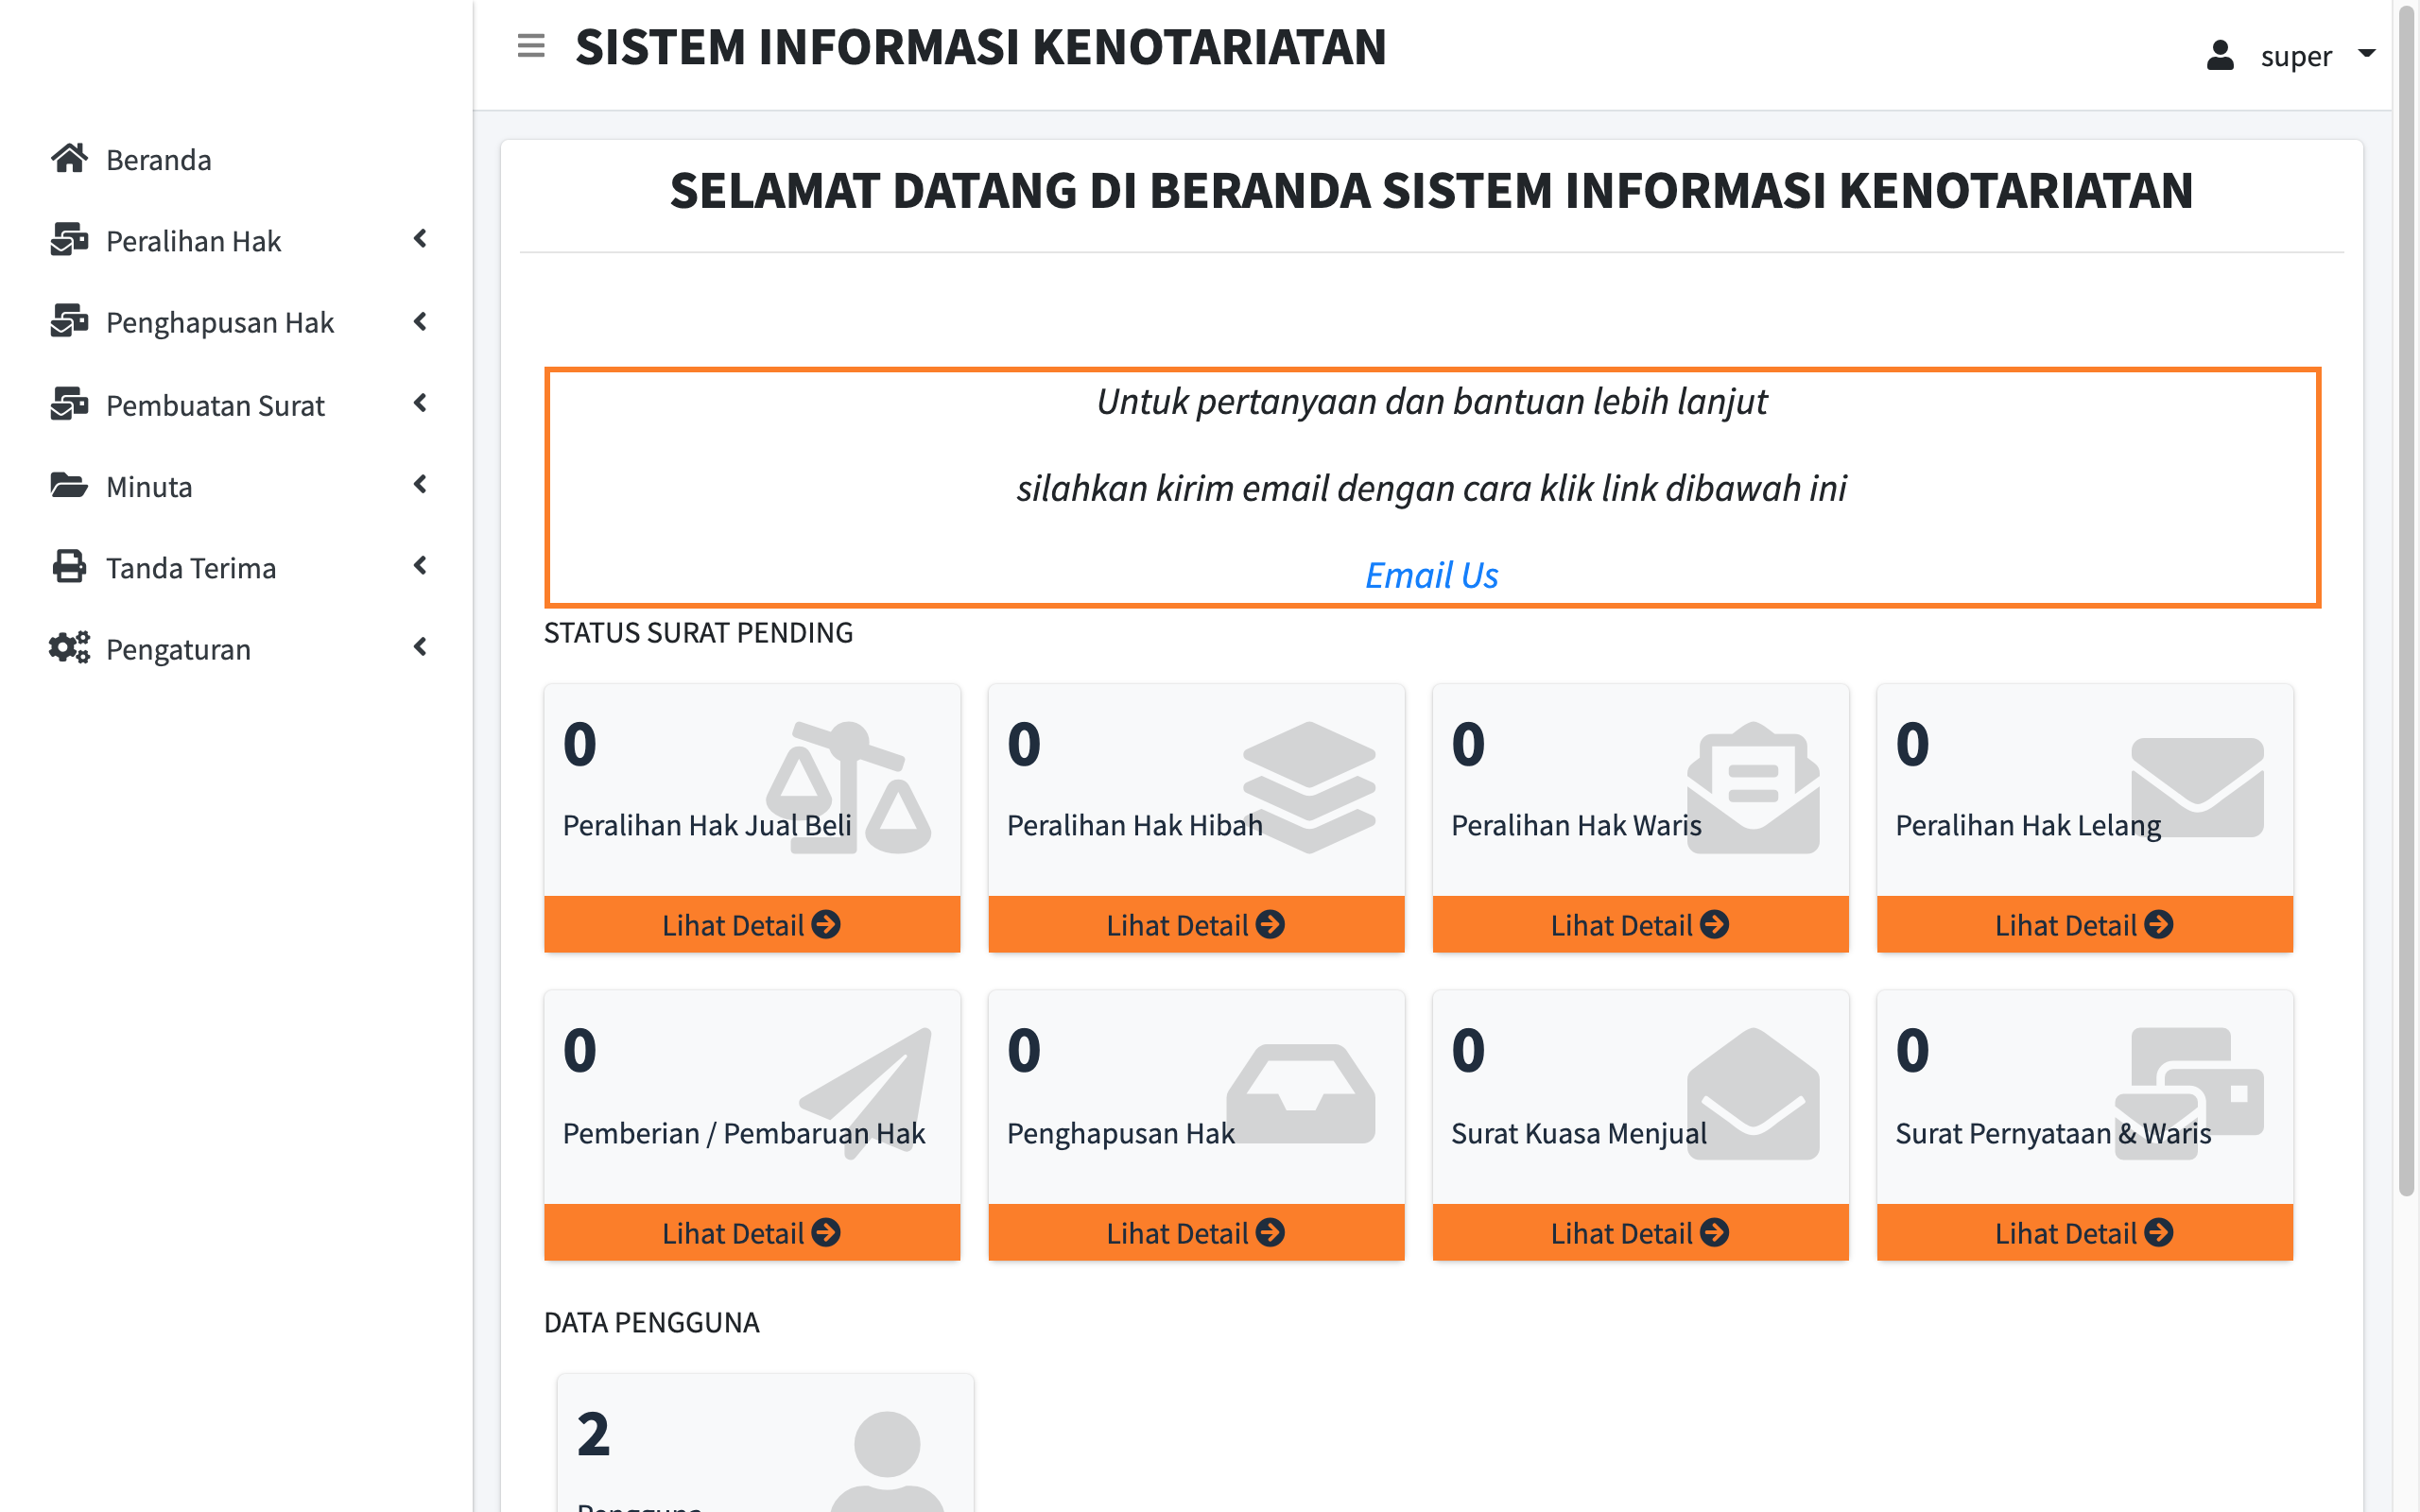 SISTEM INFORMASI KENOTARIATAN
super
Beranda
Peralihan Hak
Penghapusan Hak
Pembuatan Surat
Minuta
Tanda Terima
Pengaturan
SELAMAT DATANG DI BERANDA SISTEM INFORMASI KENOTARIATAN
Untuk pertanyaan dan bantuan lebih lanjut
silahkan kirim email dengan cara klik link dibawah ini
Email Us
STATUS SURAT PENDING
0
Peralihan Hak Jual Beli
Lihat Detail
0
Peralihan Hak Hibah
Lihat Detail
0
Peralihan Hak Waris
Lihat Detail
0
Peralihan Hak Lelang
Lihat Detail
0
Pemberian / Pembaruan Hak
Lihat Detail
0
Penghapusan Hak
Lihat Detail
0
Surat Kuasa Menjual
Lihat Detail
0
Surat Pernyataan & Waris
Lihat Detail
DATA PENGGUNA
2